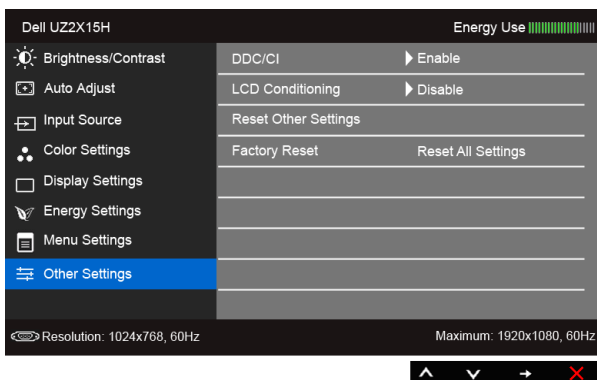 Dell UZ2X15H Energy Use
Brightness/Contrast DDC/CI Enable
Auto Adjust LCD Conditioning Disable
Input Source Reset Other Settings
Color Settings Factory Reset Reset All Settings
Display Settings
Energy Settings
Menu Settings
Other Settings
Resolution: 1024x768, 60Hz Maximum: 1920x1080, 60Hz